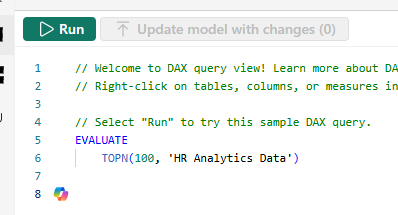 Run
Update model with changes (0)
1 // Welcome to DAX query view! Learn more about DA
2 // Right-click on tables, columns, or measures in
3
4 // Select "Run" to try this sample DAX query.
5 EVALUATE
6 TOPN(100, 'HR Analytics Data')
7
8